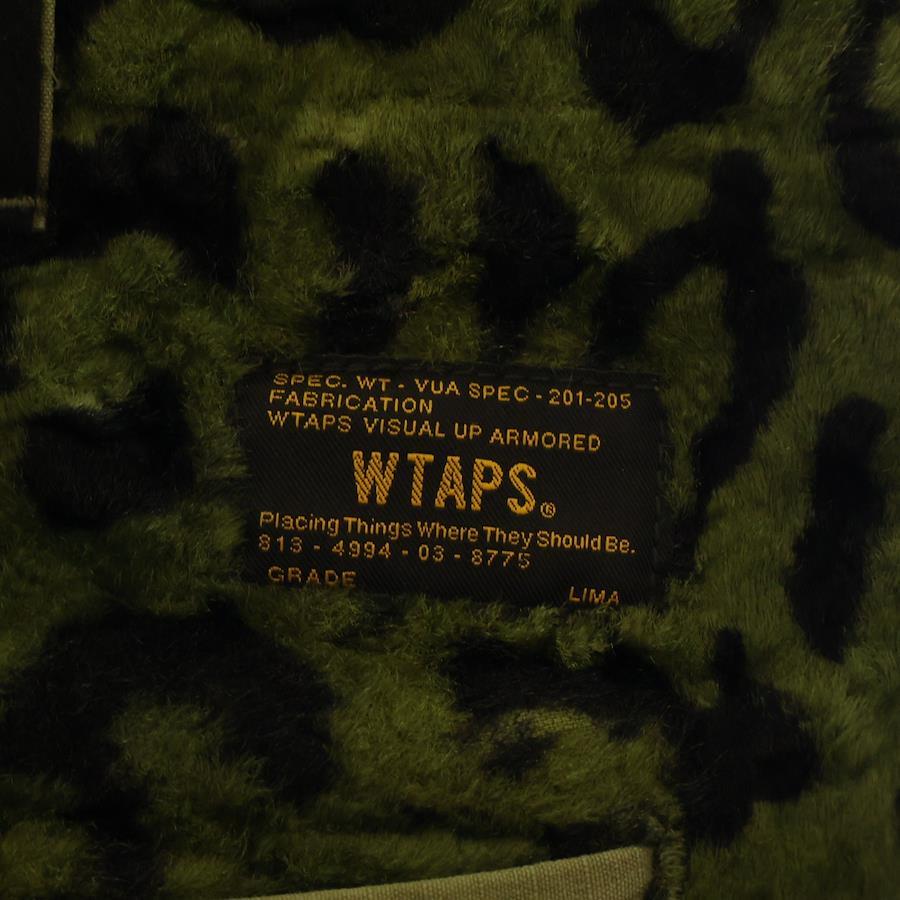 SPEC. WT - VUA SPEC - 201-205
FABRICATION
WTAPS VISUAL UP ARMORED
WTAPS®
Placing Things Where They Should Be.
813 - 4994 - 03 - 8775
GRADE LIMA